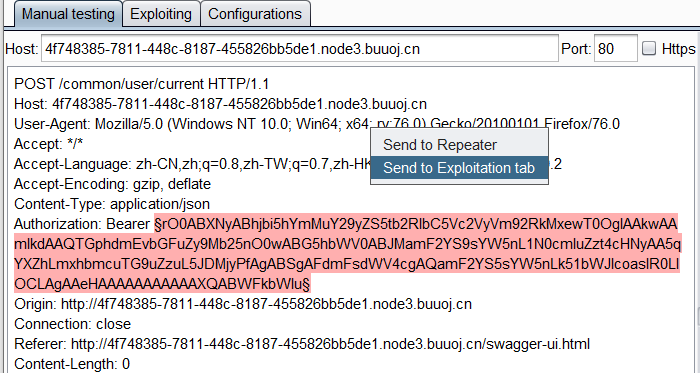 Manual testing Exploiting Configurations
Host: 4f748385-7811-448c-8187-455826bb5de1.node3.buuoj.cn Port: 80 Https
POST /common/user/current HTTP/1.1
Host: 4f748385-7811-448c-8187-455826bb5de1.node3.buuoj.cn
User-Agent: Mozilla/5.0 (Windows NT 10.0; Win64; x64; rv:76.0) Gecko/20100101 Firefox/76.0
Accept: */*
Send to Repeater
Accept-Language: zh-CN,zh;q=0.8,zh-TW;q=0.7,zh-HK
Send to Exploitation tab
0.2
Accept-Encoding: gzip, deflate
Content-Type: application/json
Authorization: Bearer §rO0ABXNyABhjbi5hYmMuY29yZS5tb2RlbC5Vc2VyVm92RkMxewT0OgIAAkwAA
mlkdAAQTGphdmEvbGFuZy9Mb25nO0wABG5hbWV0ABJMamF2YS9sYW5nL1N0cmluZzt4cHNyAA5q
YXZhLmxhbmcuTG9uZzuL5JDMjyPfAgABSgAFdmFsdWV4cgAQamF2YS5sYW5nLk51bWJlcoaslR0LlO
OCLAgAAeHAAAAAAAAAAAXQABWFkbWlu§
Origin: http://4f748385-7811-448c-8187-455826bb5de1.node3.buuoj.cn
Connection: close
Referer: http://4f748385-7811-448c-8187-455826bb5de1.node3.buuoj.cn/swagger-ui.html
Content-Length: 0